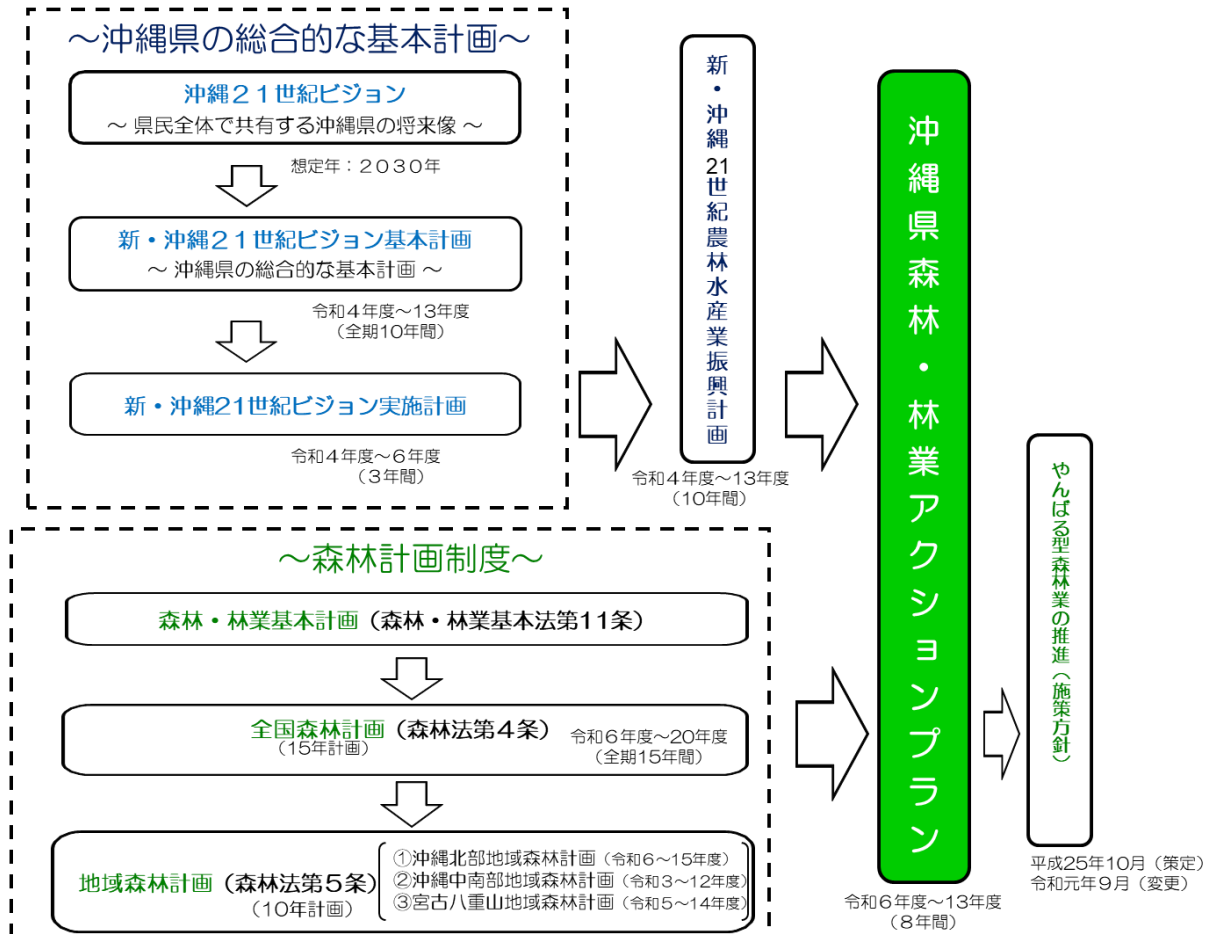 ～沖縄県の総合的な基本計画～
沖縄２１世紀ビジョン
～ 県民全体で共有する沖縄県の将来像 ～
想定年：２０３０年
新・沖縄２１世紀ビジョン基本計画
～ 沖縄県の総合的な基本計画 ～
令和４年度～13年度
（全期10年間）
新・沖縄21世紀ビジョン実施計画
令和４年度～６年度
（３年間）
新・沖縄21世紀農林水産業振興計画
令和４年度～13年度
（10年間）
～森林計画制度～
森林・林業基本計画（森林・林業基本法第11条）
全国森林計画（森林法第４条）
（15年計画）
令和６年度～20年度
（全期15年間）
地域森林計画（森林法第５条）
（10年計画）
①沖縄北部地域森林計画（令和６～15年度）
②沖縄中南部地域森林計画（令和３～12年度）
③宮古八重山地域森林計画（令和５～14年度）
沖縄県森林・林業アクションプラン
令和６年度～13年度
（８年間）
やんばる型森林業の推進（施策方針）
平成25年10月（策定）
令和元年９月（変更）